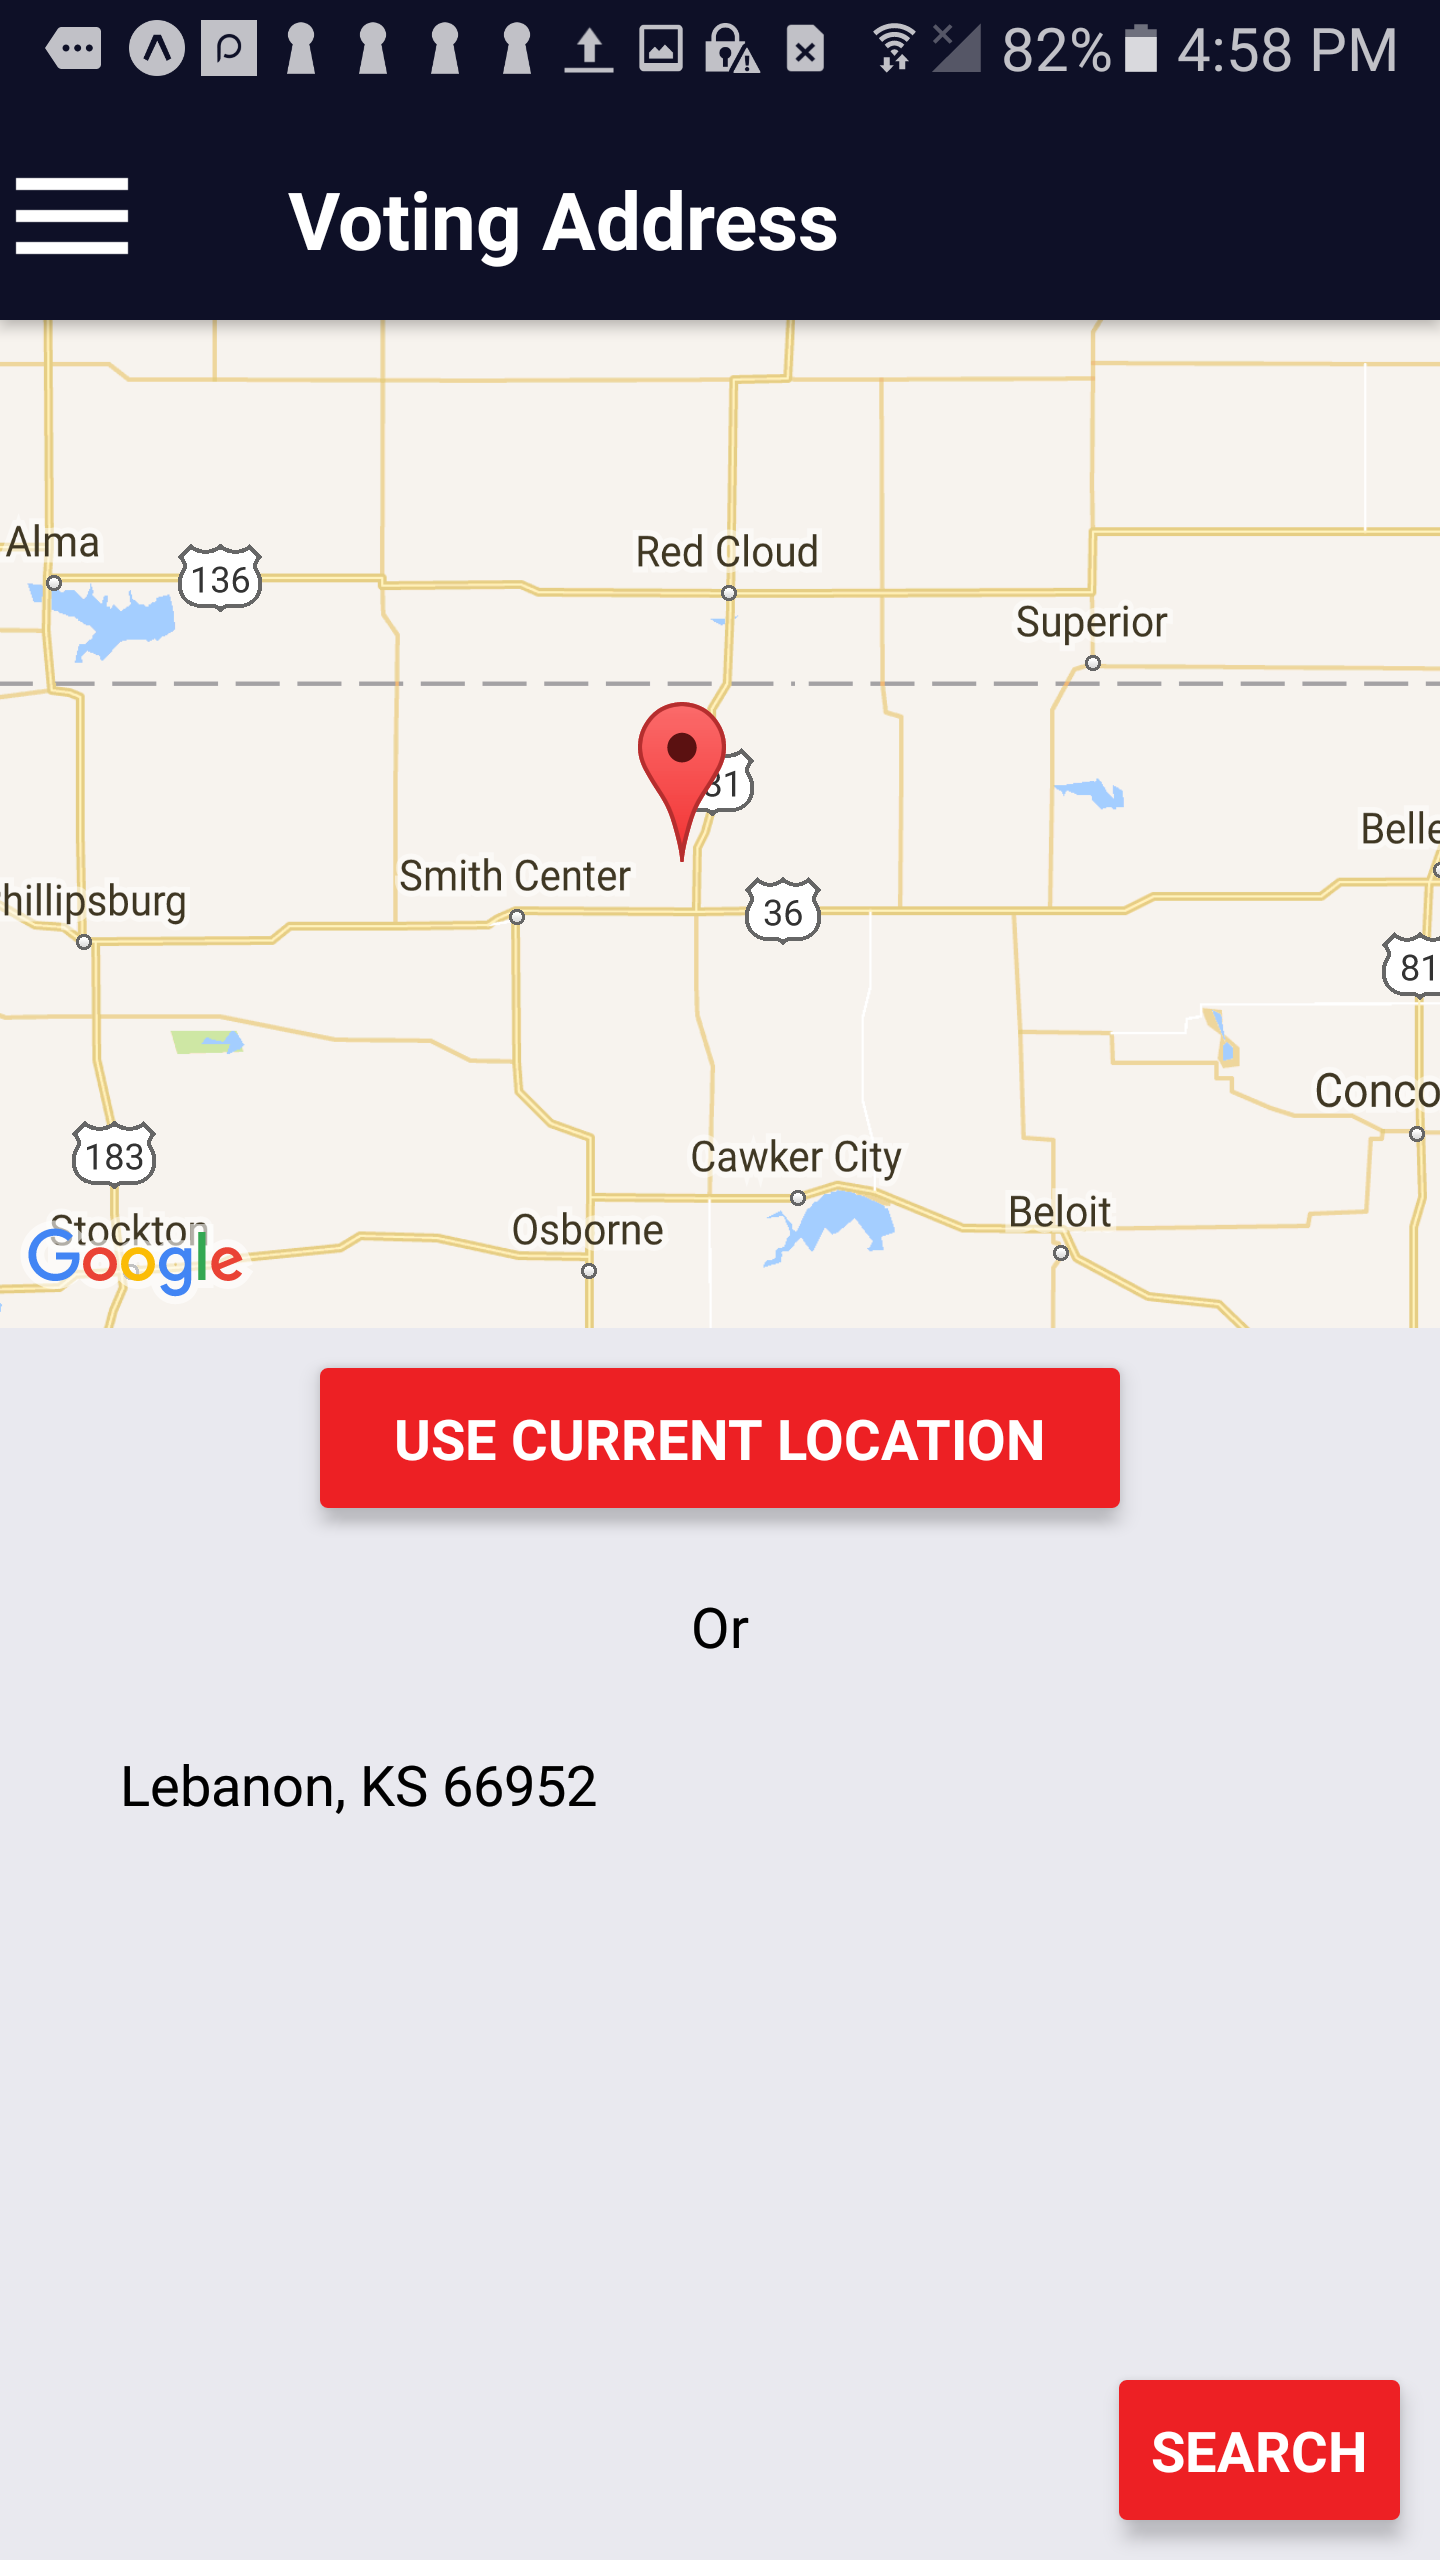 82% 4:58 PM
Voting Address
Alma
136
Red Cloud
Superior
31
Belle
Smith Center
hillipsburg
36
81
Conco
183
Cawker City
Stockton
Osborne
Beloit
Google
USE CURRENT LOCATION
Or
Lebanon, KS 66952
SEARCH